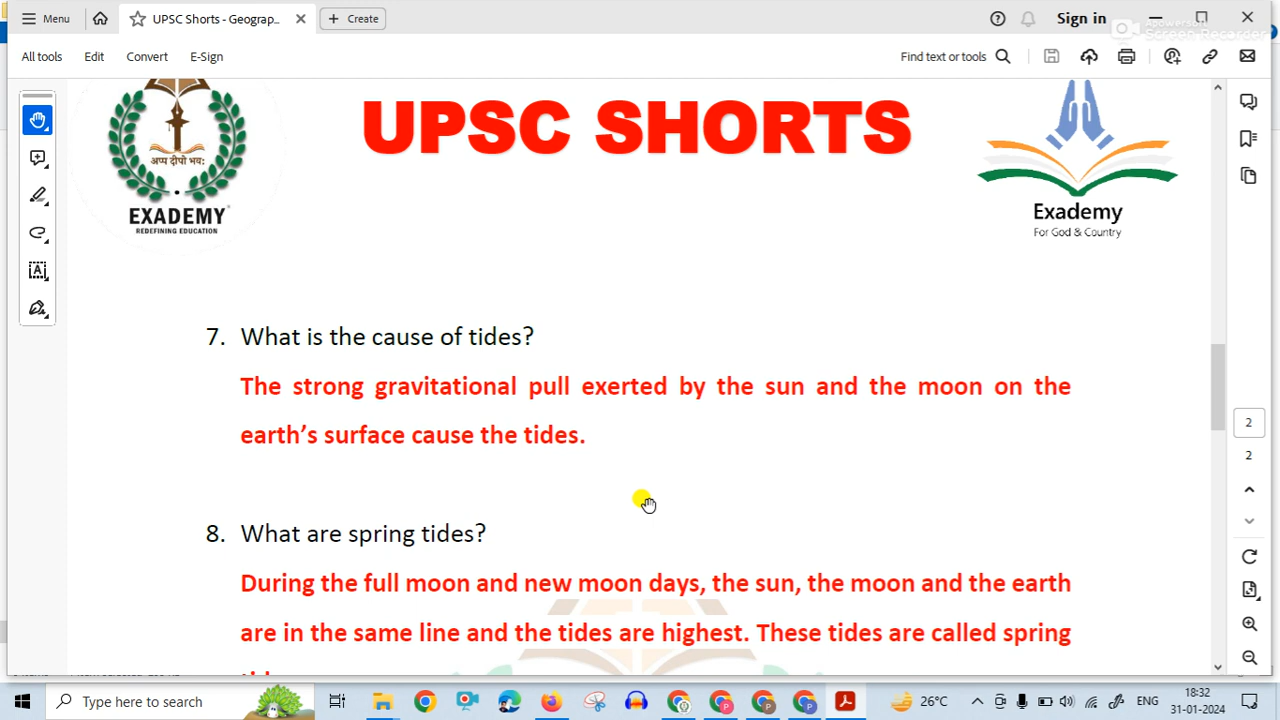 Menu
UPSC Shorts - Geograp...
Create
Sign in
Apowersoft
Screen Recorder
All tools
Edit
Convert
E-Sign
Find text or tools
UPSC SHORTS
अप्प दीपो भव:
EXADEMY
REDEFINING EDUCATION
Exademy
For God & Country
7. What is the cause of tides?
The strong gravitational pull exerted by the sun and the moon on the
earth’s surface cause the tides.
8. What are spring tides?
During the full moon and new moon days, the sun, the moon and the earth
are in the same line and the tides are highest. These tides are called spring
2
2
Type here to search
26°C
ENG
18:32
31-01-2024